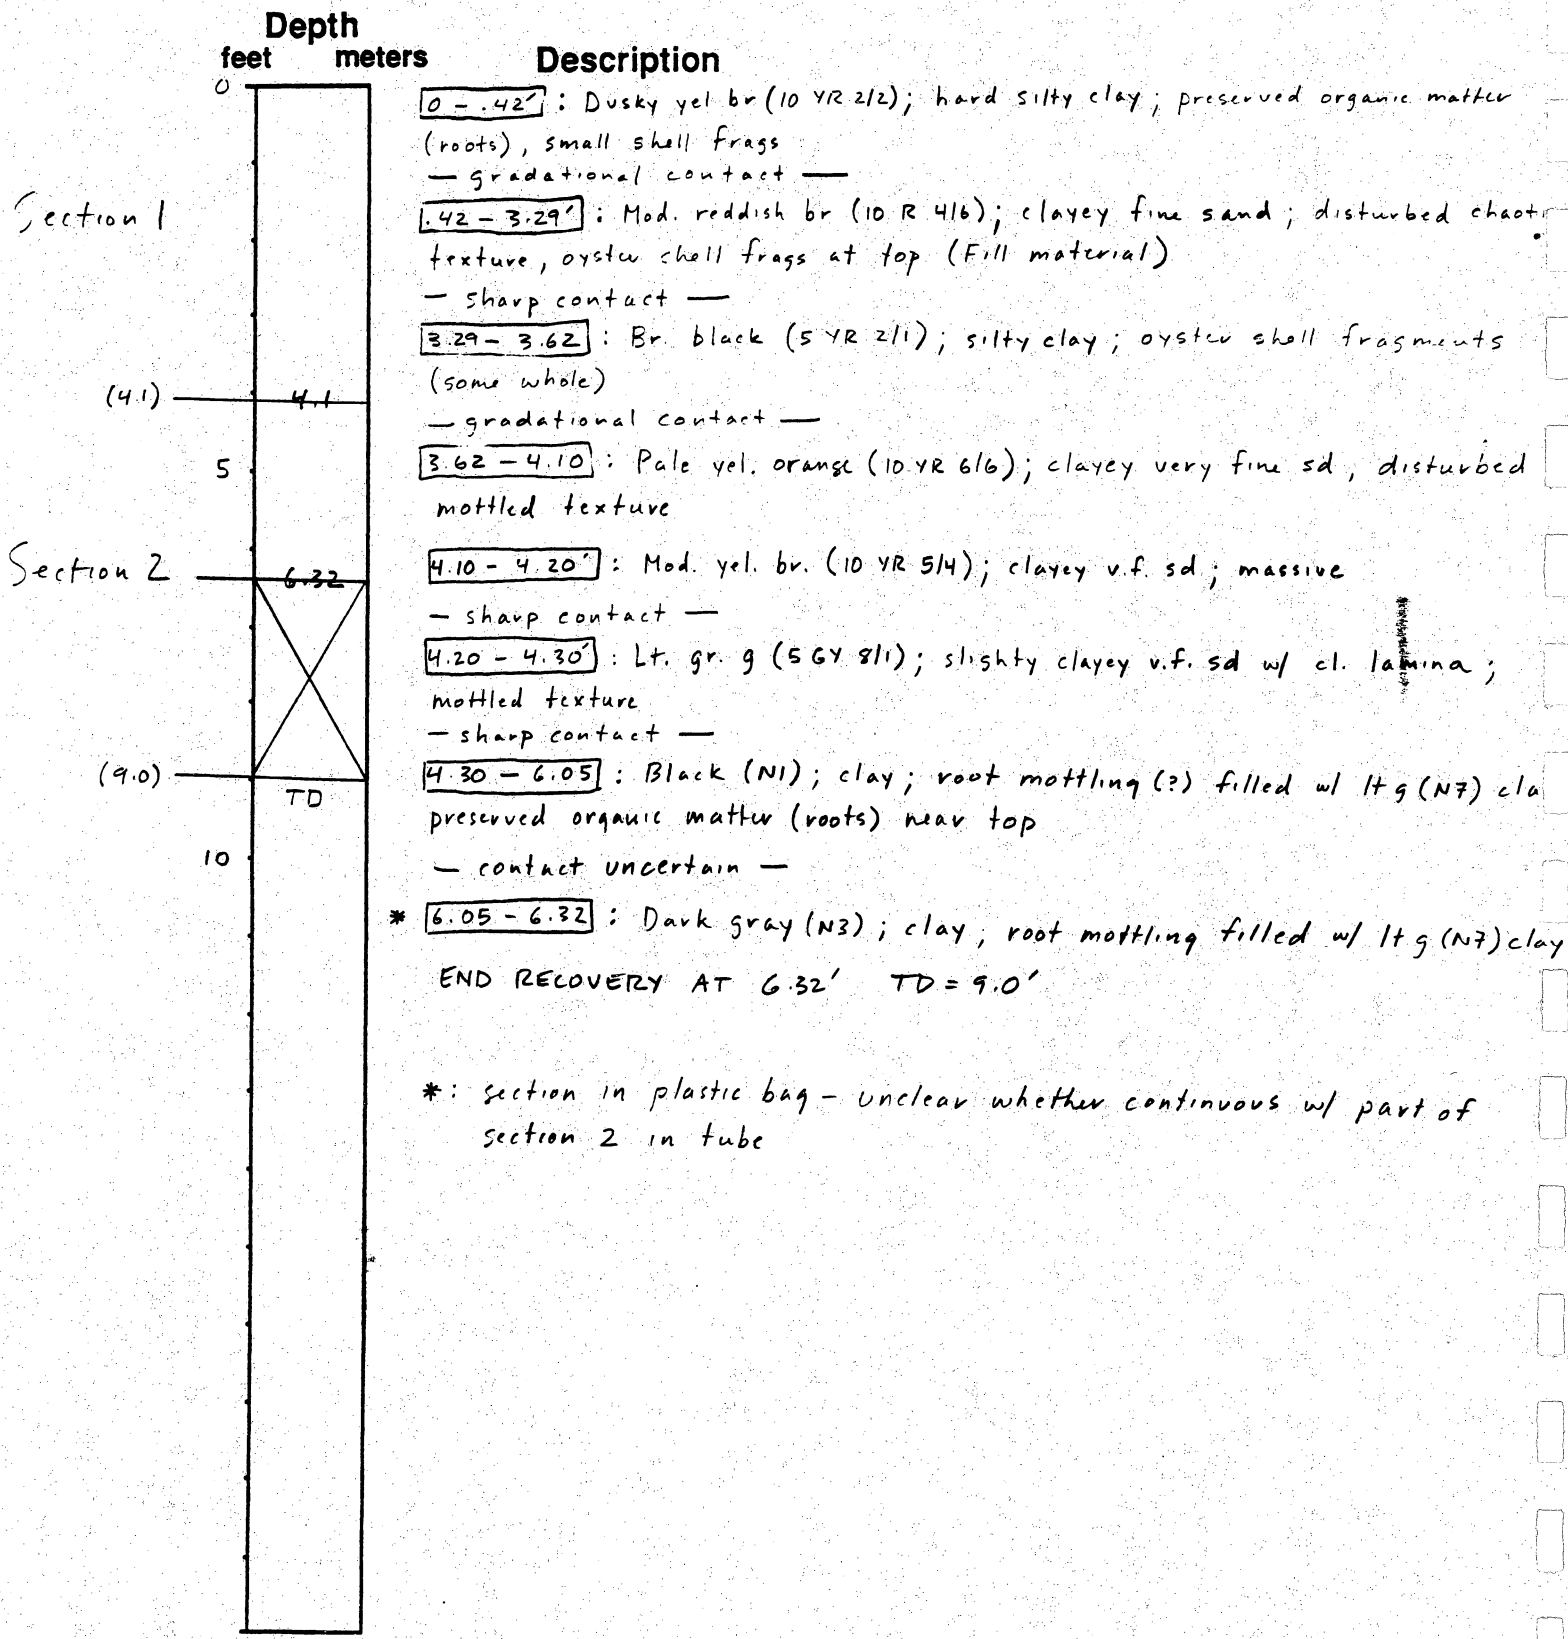 Depth
feet meters Description
0
0 - .42' : Dusky yel br (10 YR 2/2); hard silty clay; preserved organic matter
(roots), small shell frags
— gradational contact —
Section 1
.42 - 3.29' : Mod. reddish br (10 R 4/6); clayey fine sand; disturbed chaoti
texture, oyster shell frags at top (Fill material)
— sharp contact —
3.29 - 3.62 : Br. black (5 YR 2/1); silty clay; oyster shell fragments
(some whole)
(4.1) 4.1
— gradational contact —
5
3.62 - 4.10 : Pale yel. orange (10 YR 6/6); clayey very fine sd, disturbed
mottled texture
Section 2 6.32
4.10 - 4.20' : Mod. yel. br. (10 YR 5/4); clayey v.f. sd; massive
— sharp contact —
4.20 - 4.30' : Lt. gr. g (5 GY 8/1); slighty clayey v.f. sd w/ cl. lamina;
mottled texture
— sharp contact —
(9.0)
TD
4.30 - 6.05 : Black (N1); clay; root mottling (?) filled w/ lt g (N7) cla
preserved organic matter (roots) near top
10
— contact uncertain —
* 6.05 - 6.32 : Dark gray (N3); clay; root mottling filled w/ lt g (N7) clay
END RECOVERY AT 6.32' TD = 9.0'
*: section in plastic bag - unclear whether continuous w/ part of
section 2 in tube